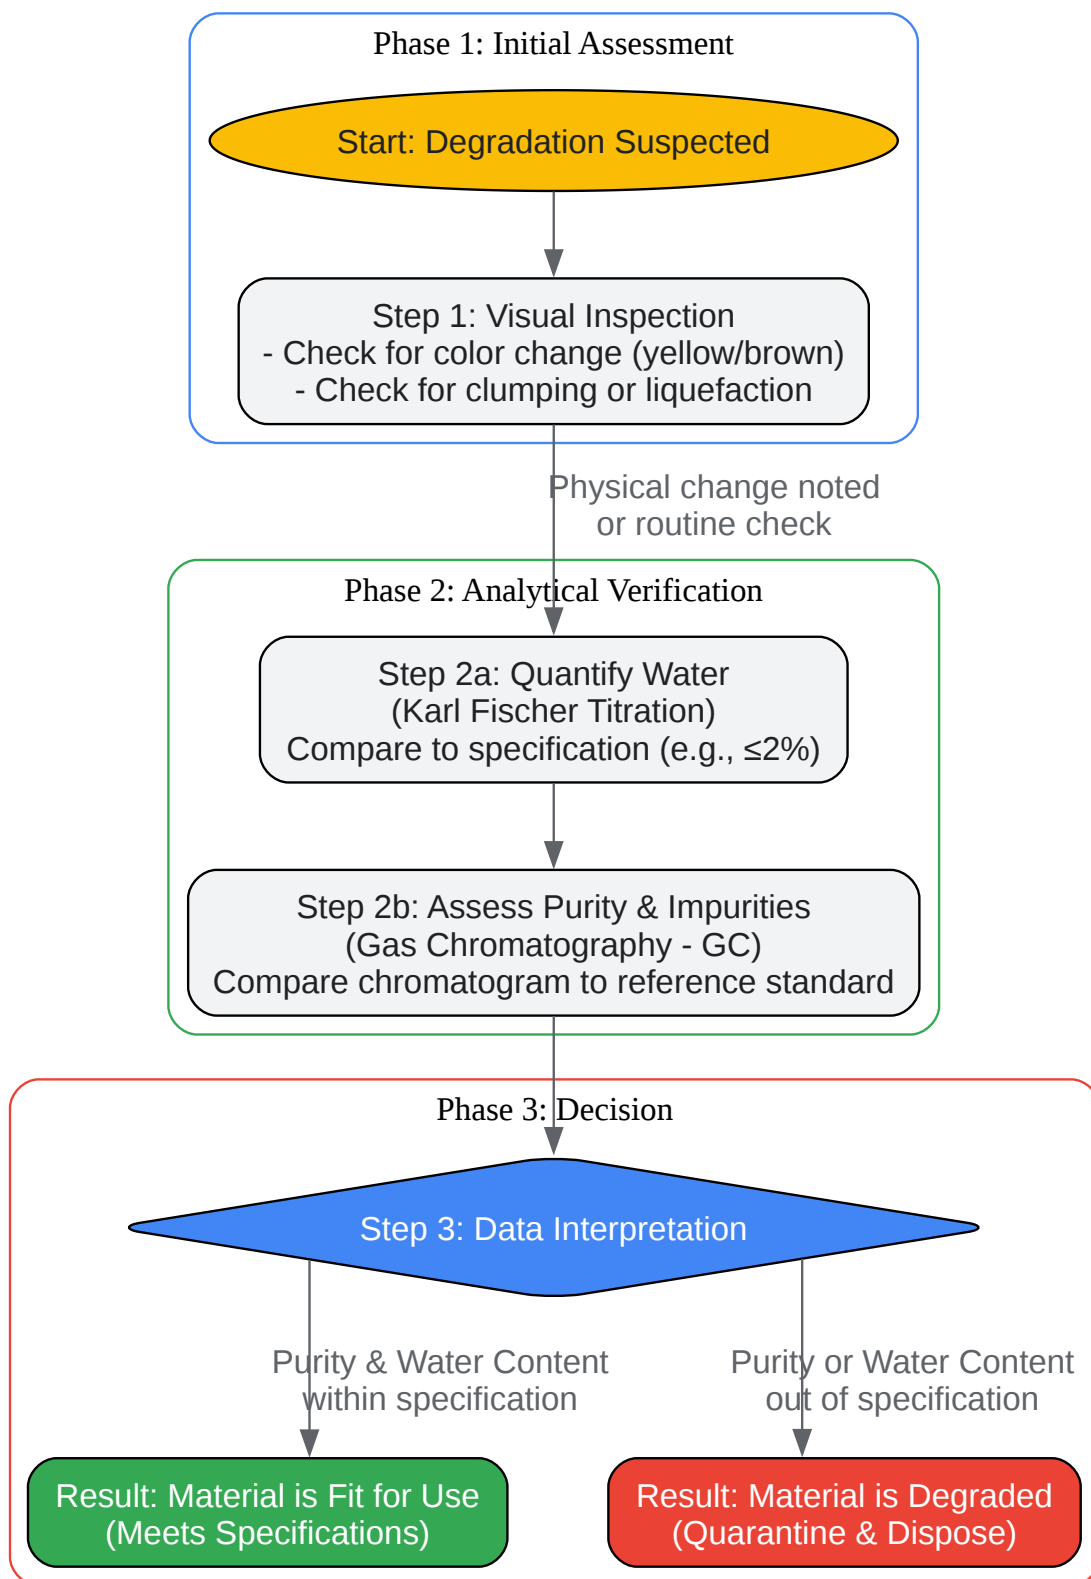 Phase 1: Initial Assessment
Start: Degradation Suspected
Step 1: Visual Inspection
- Check for color change (yellow/brown)
- Check for clumping or liquefaction
Physical change noted
or routine check
Phase 2: Analytical Verification
Step 2a: Quantify Water
(Karl Fischer Titration)
Compare to specification (e.g., ≤2%)
Step 2b: Assess Purity & Impurities
(Gas Chromatography - GC)
Compare chromatogram to reference standard
Phase 3: Decision
Step 3: Data Interpretation
Purity & Water Content
within specification
Purity or Water Content
out of specification
Result: Material is Fit for Use
(Meets Specifications)
Result: Material is Degraded
(Quarantine & Dispose)